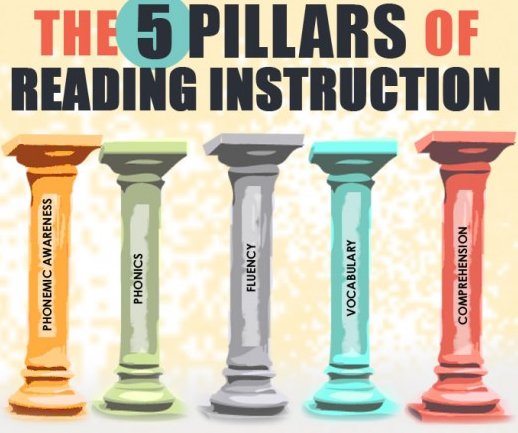 THE 5 PILLARS OF
READING INSTRUCTION
PHONEMIC AWARENESS
PHONICS
FLUENCY
VOCABULARY
COMPREHENSION